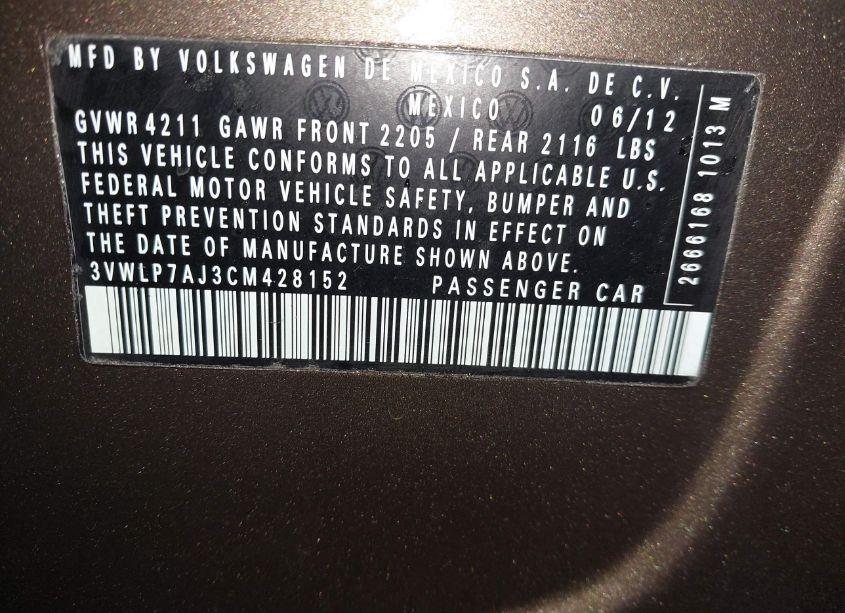 MFD BY VOLKSWAGEN DE MEXICO S.A. DE C.V.
MEXICO 06/12
GVWR 4211 GAWR FRONT 2205 / REAR 2116 LBS
THIS VEHICLE CONFORMS TO ALL APPLICABLE U.S.
FEDERAL MOTOR VEHICLE SAFETY, BUMPER AND
THEFT PREVENTION STANDARDS IN EFFECT ON
THE DATE OF MANUFACTURE SHOWN ABOVE.
3VWLP7AJ3CM428152 PASSENGER CAR
2666168 1013 M